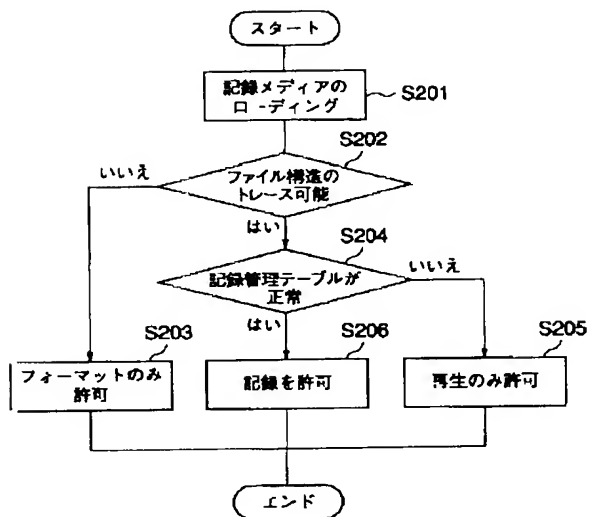 スタート
記録メディアの
ローディング
S201
S202
いいえ
ファイル構造の
トレース可能
はい
S204
記録管理テーブルが
正常
いいえ
はい
S203
フォーマットのみ
許可
S206
記録を許可
S205
再生のみ許可
エンド